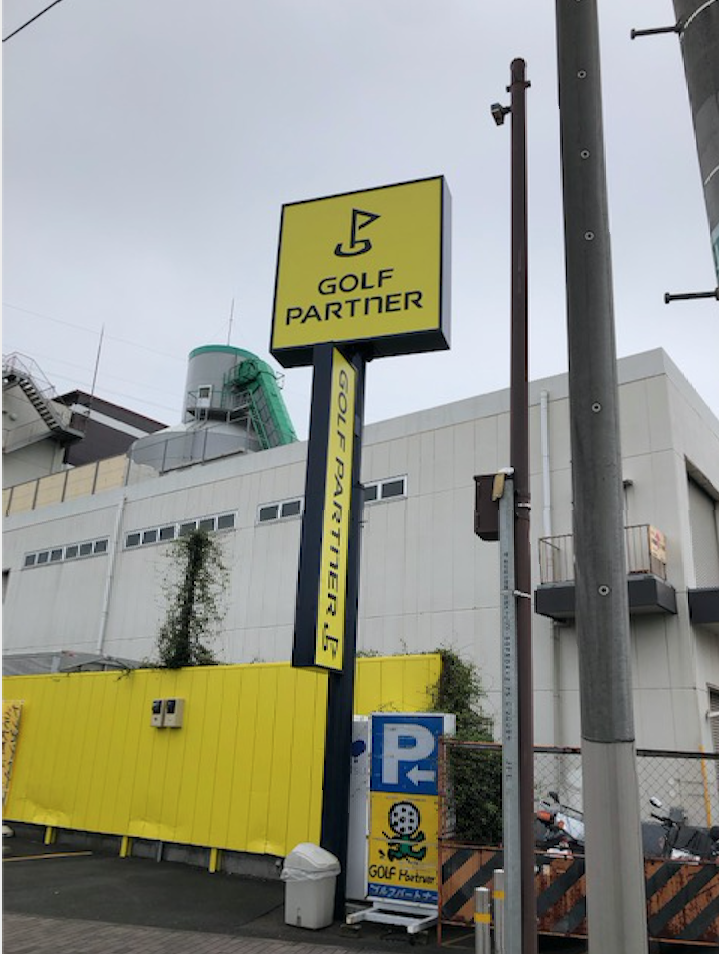 GOLF
PARTNER
GOLF PARTNER
P
GOLF Partner
ゴルフパートナー